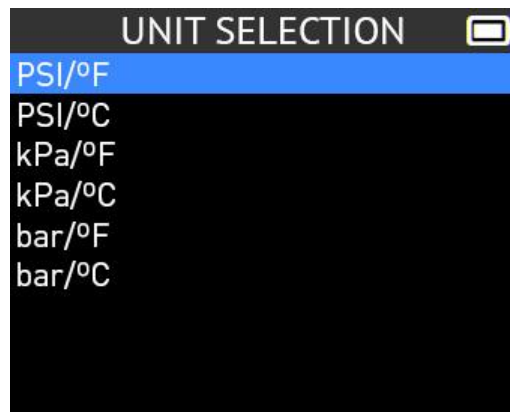 UNIT SELECTION
PSI/ºF
PSI/ºC
kPa/ºF
kPa/ºC
bar/ºF
bar/ºC